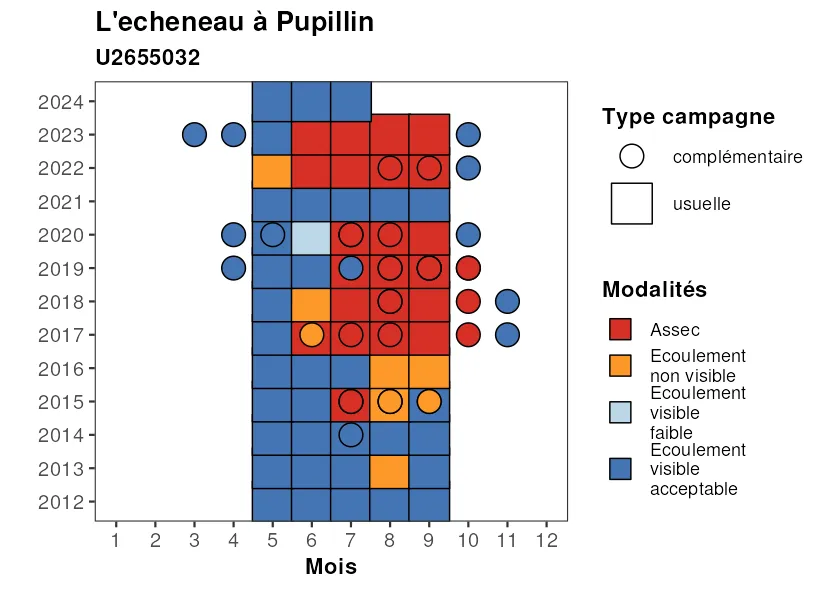 L'echeneau à Pupillin
U2655032
2024
2023
2022
2021
2020
2019
2018
2017
2016
2015
2014
2013
2012
1 2 3 4 5 6 7 8 9 10 11 12
Mois
Type campagne
complémentaire
usuelle
Modalités
Assec
Ecoulement
non visible
Ecoulement
visible
faible
Ecoulement
visible
acceptable